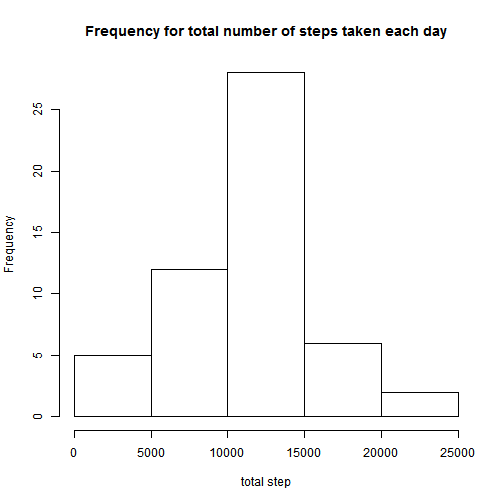 Frequency for total number of steps taken each day
Frequency
25
20
15
10
5
0
0 5000 10000 15000 20000 25000
total step